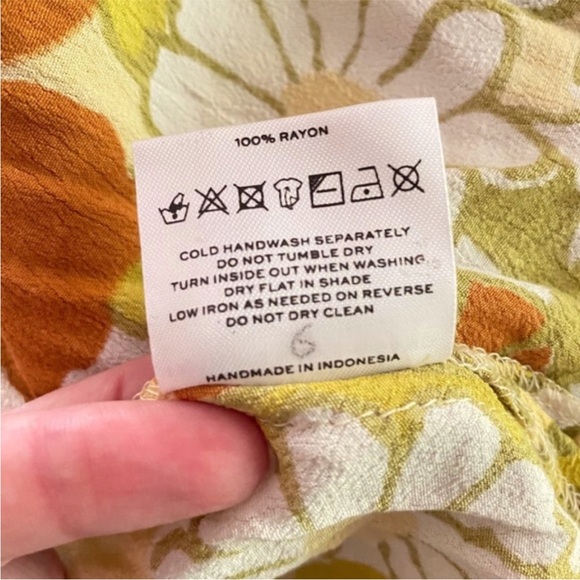 100% RAYON
COLD HANDWASH SEPARATELY
DO NOT TUMBLE DRY
TURN INSIDE OUT WHEN WASHING
DRY FLAT IN SHADE
LOW IRON AS NEEDED ON REVERSE
DO NOT DRY CLEAN
6
HANDMADE IN INDONESIA